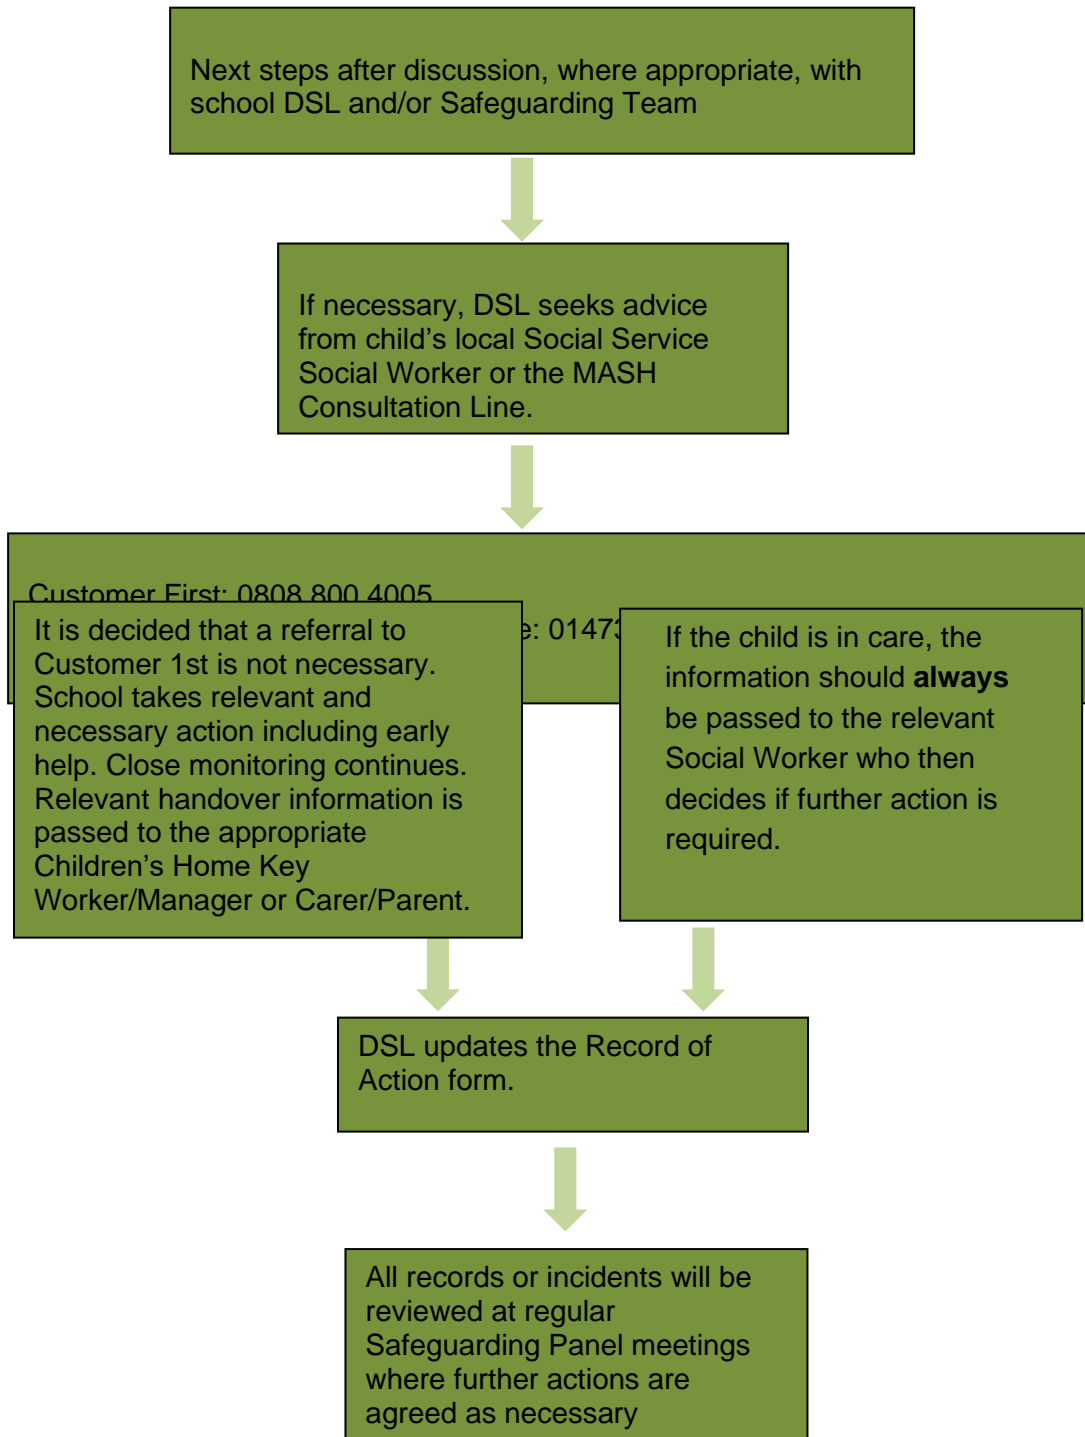 Next steps after discussion, where appropriate, with
school DSL and/or Safeguarding Team
If necessary, DSL seeks advice
from child’s local Social Service
Social Worker or the MASH
Consultation Line.
Customer First: 0808 800 4005
e: 01473
It is decided that a referral to
Customer 1st is not necessary.
School takes relevant and
necessary action including early
help. Close monitoring continues.
Relevant handover information is
passed to the appropriate
Children’s Home Key
Worker/Manager or Carer/Parent.
If the child is in care, the
information should always
be passed to the relevant
Social Worker who then
decides if further action is
required.
DSL updates the Record of
Action form.
All records or incidents will be
reviewed at regular
Safeguarding Panel meetings
where further actions are
agreed as necessary